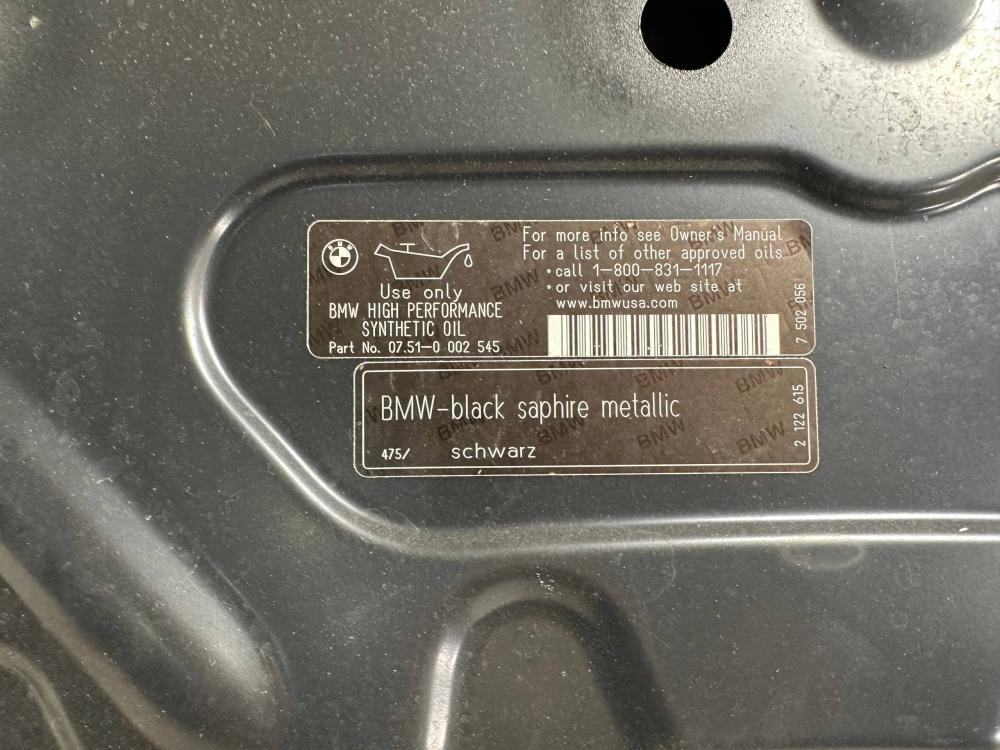 BMW
Use only
BMW HIGH PERFORMANCE
SYNTHETIC OIL
Part No. 07.51-0 002 545
For more info see Owner's Manual
For a list of other approved oils
• call 1-800-831-1117
• or visit our web site at
www.bmwusa.com
7 502 056
BMW-black saphire metallic
475/ schwarz
2 122 615